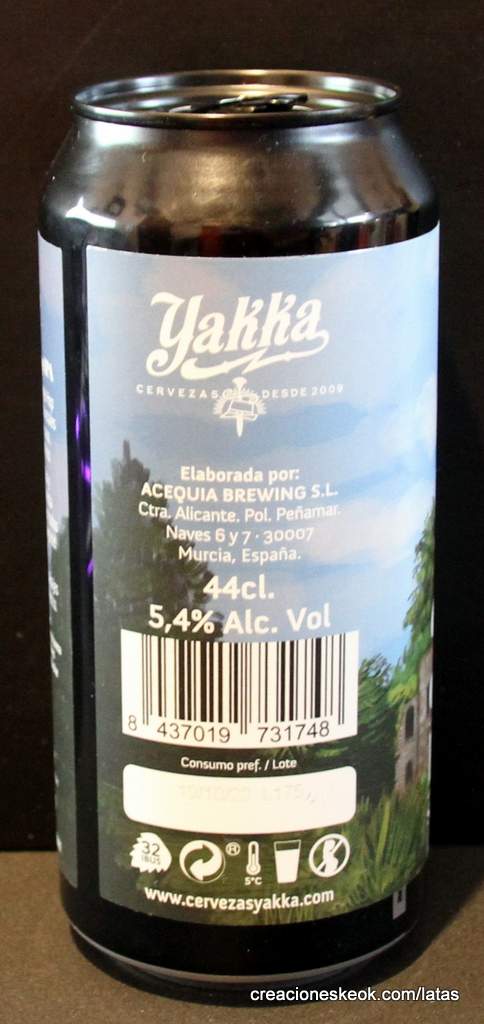 Yakka
CERVEZAS DESDE 2009
Elaborada por:
ACEQUIA BREWING S.L.
Ctra. Alicante. Pol. Peñamar.
Naves 6 y 7 · 30007
Murcia, España.
44cl.
5,4% Alc. Vol
8 437019 731748
Consumo pref. / Lote
32
IBUS
®
5°C
www.cervezasyakka.com
creacioneskeok.com/latas